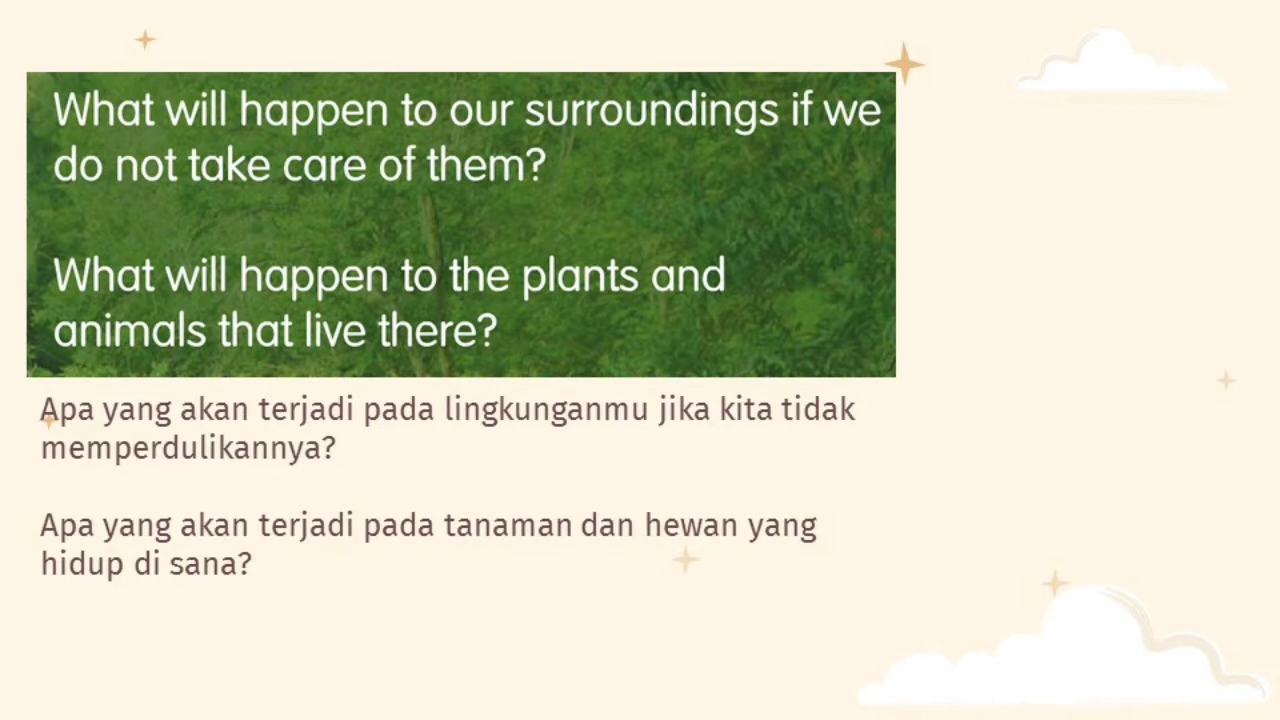 What will happen to our surroundings if we
do not take care of them?
What will happen to the plants and
animals that live there?
Apa yang akan terjadi pada lingkunganmu jika kita tidak
memperdulikannya?
Apa yang akan terjadi pada tanaman dan hewan yang
hidup di sana?